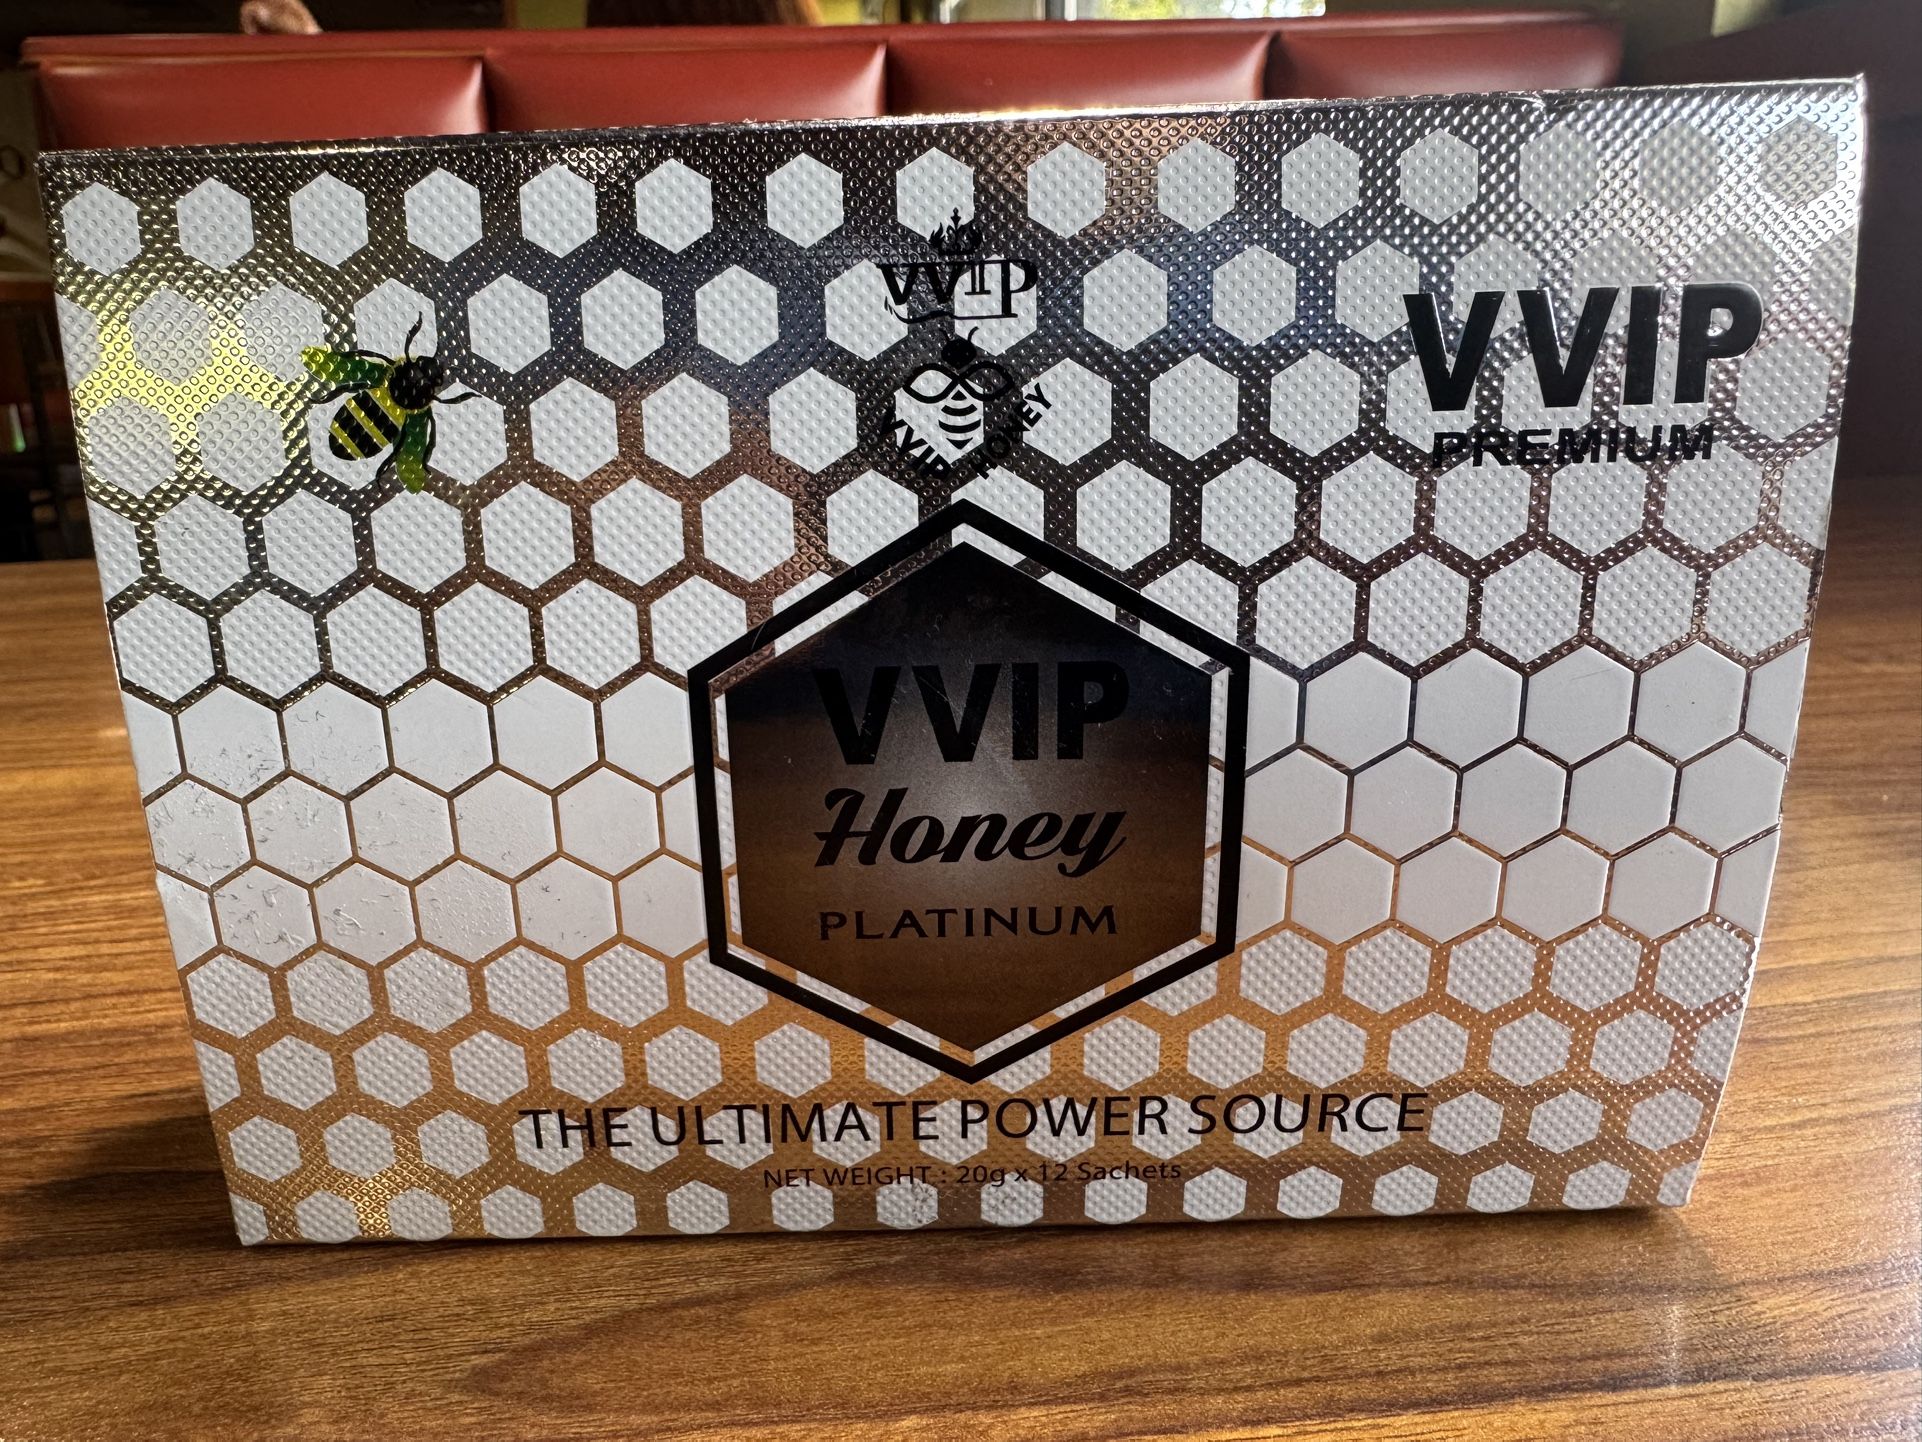 VVIP
VVIP HONEY
VVIP
PREMIUM
VVIP
Honey
PLATINUM
THE ULTIMATE POWER SOURCE
NET WEIGHT : 20g x 12 Sachets